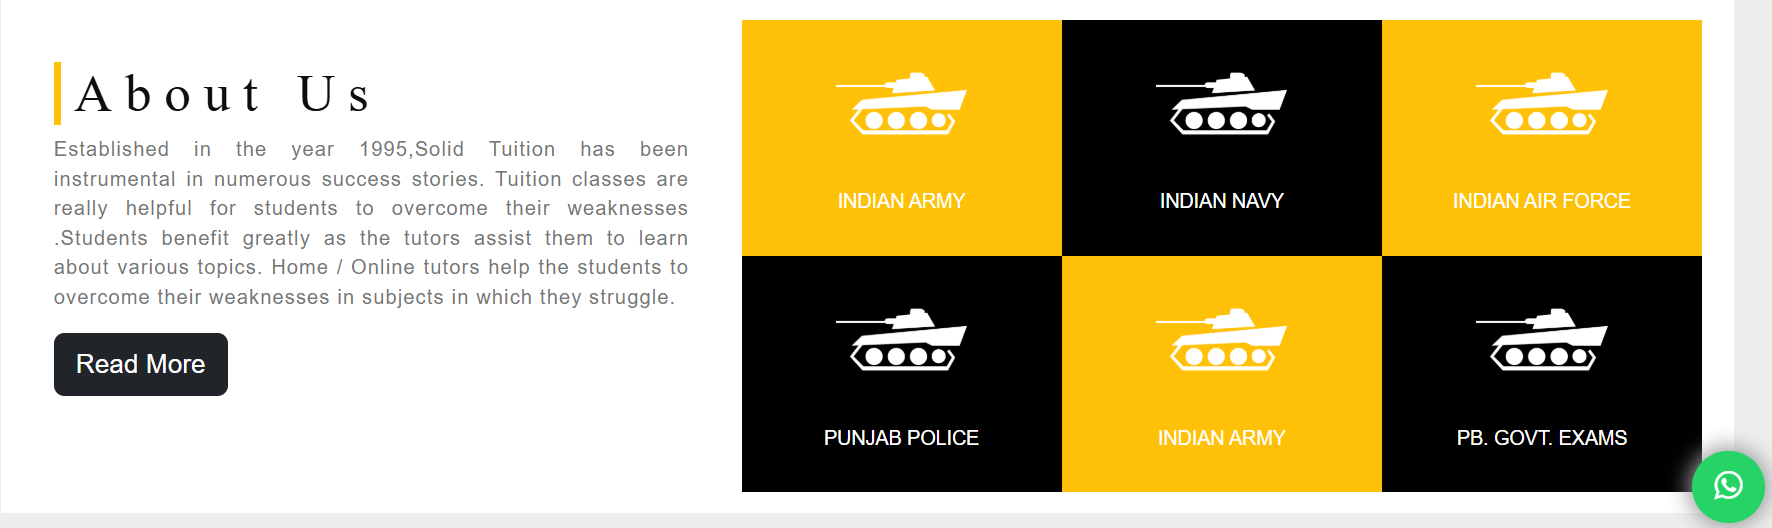 About Us
Established in the year 1995,Solid Tuition has been
instrumental in numerous success stories. Tuition classes are
really helpful for students to overcome their weaknesses
.Students benefit greatly as the tutors assist them to learn
about various topics. Home / Online tutors help the students to
overcome their weaknesses in subjects in which they struggle.
Read More
INDIAN ARMY
INDIAN NAVY
INDIAN AIR FORCE
PUNJAB POLICE
INDIAN ARMY
PB. GOVT. EXAMS